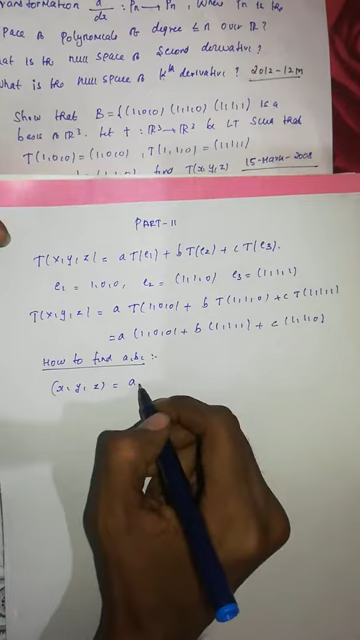 transformation d/dx : Pn → Pn, When Pn is the
space of polynomials of degree ≤ n over R?
what is the null space of second derivative?
what is the null space of kth derivative? 2012-12M
Show that B = {(1,0,0) (1,1,0) (1,1,1)} is a
basis of R³. let T : R³ → R³ be LT such that
T(1,0,0) = (1,0,0), T(1,1,0) = (1,1,1)
find T(x,y,z) 15-Marks-2008
PART-II
T(x,y,z) = a T(e1) + b T(e2) + c T(e3).
e1 = 1,0,0, e2 = (1,1,0) e3 = (1,1,1)
T(x,y,z) = a T(1,0,0) + b T(1,1,0) + c T(1,1,1)
= a (1,0,0) + b (1,1,1) + c (1,1,0)
How to find a,b,c :-
(x, y, z) = a